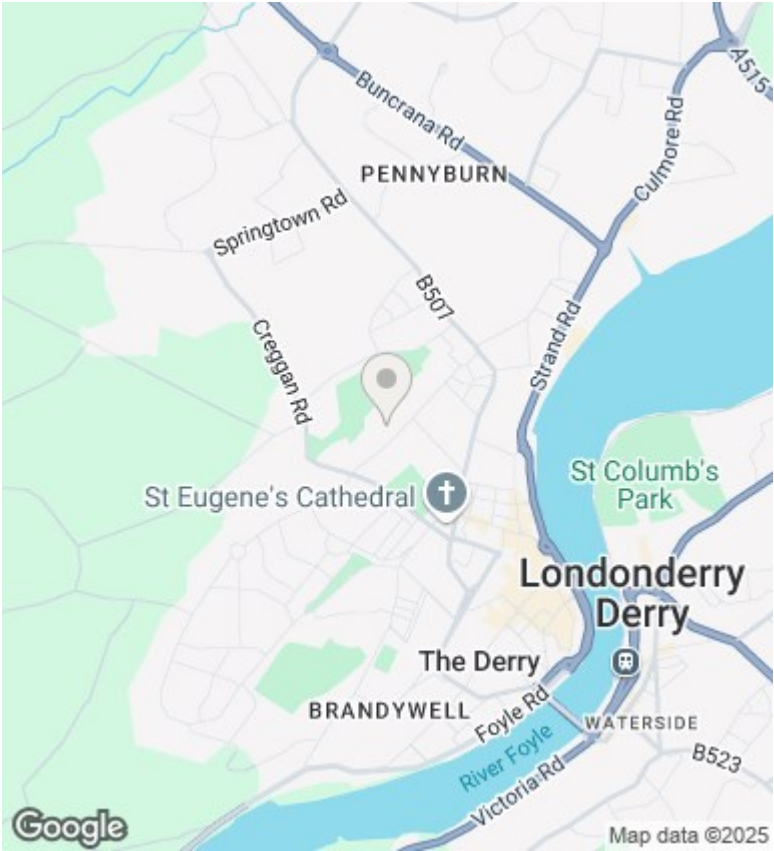 A515
Buncrana Rd
Culmore Rd
PENNYBURN
Springtown Rd
B507
Creggan Rd
Strand Rd
St Eugene's Cathedral
St Columb's
Park
Londonderry
Derry
The Derry
BRANDYWELL
Foyle Rd
WATERSIDE
River Foyle
Victoria Rd
B523
Google
Map data ©2025